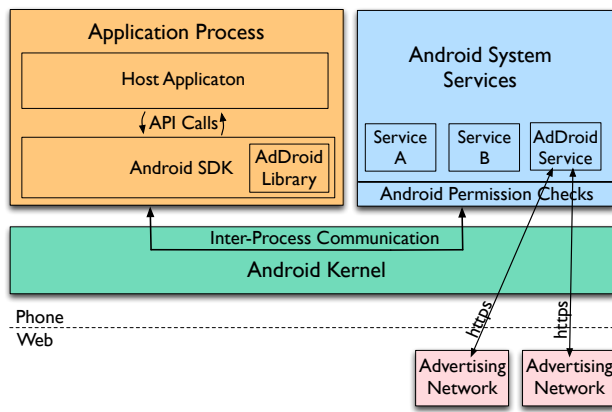 Application Process
Host Applicaton
API Calls
Android SDK
AdDroid
Library
Android System
Services
Service
A
Service
B
AdDroid
Service
Android Permission Checks
Inter-Process Communication
Android Kernel
Phone
Web
https
https
Advertising
Network
Advertising
Network